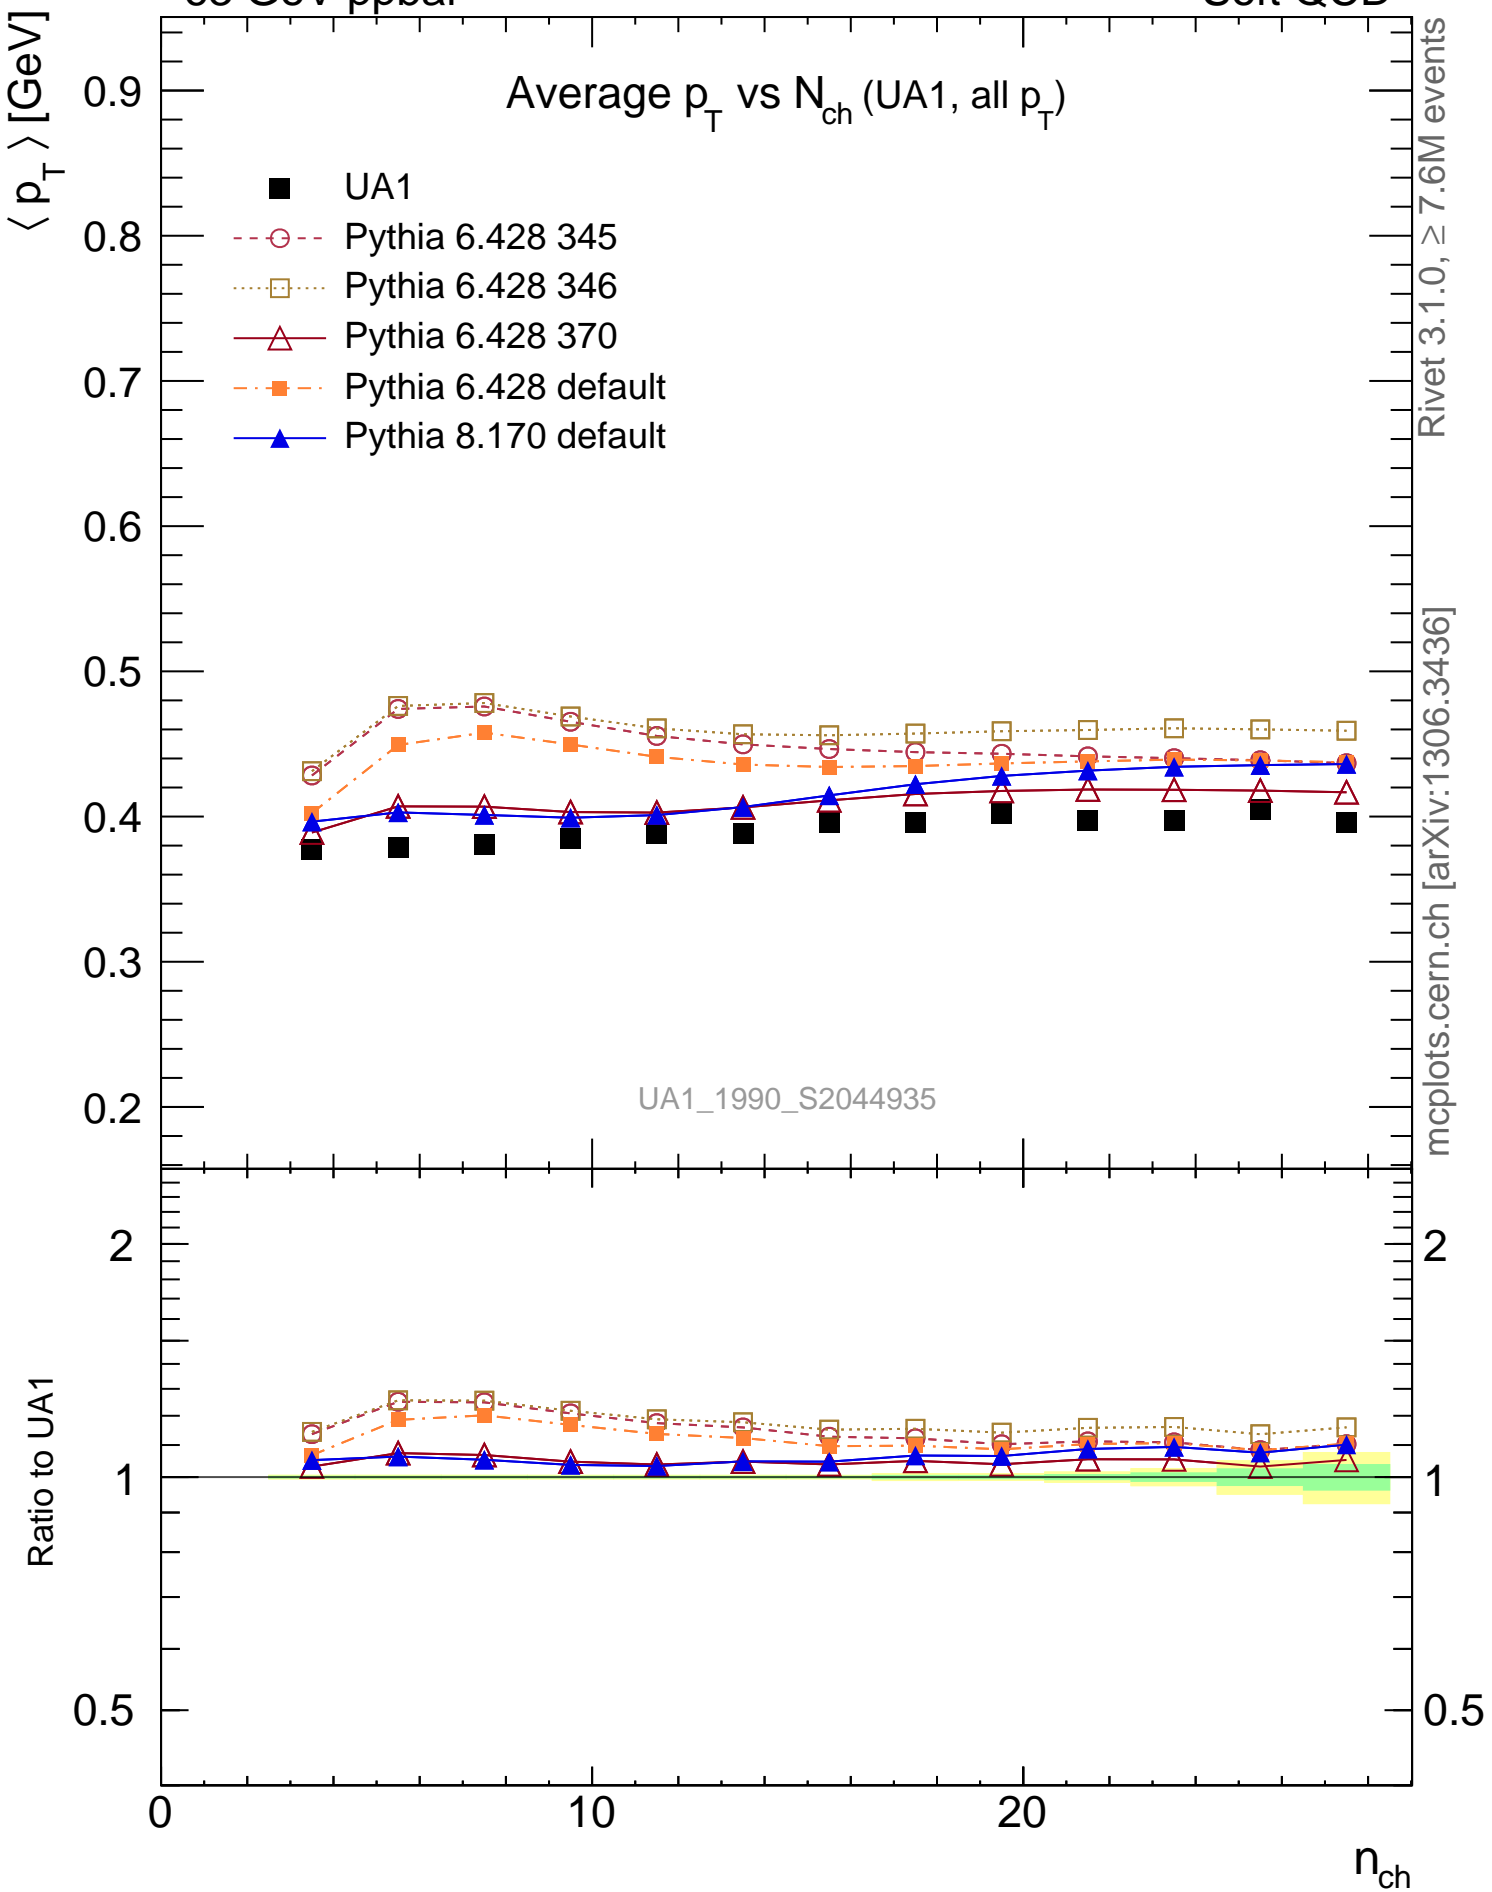 Average p_T vs N_ch (UA1, all p_T)
⟨ p_T ⟩ [GeV]
UA1
Pythia 6.428 345
Pythia 6.428 346
Pythia 6.428 370
Pythia 6.428 default
Pythia 8.170 default
0.9
0.8
0.7
0.6
0.5
0.4
0.3
0.2
UA1_1990_S2044935
Rivet 3.1.0, ≥ 7.6M events
mcplots.cern.ch [arXiv:1306.3436]
Ratio to UA1
2
1
0.5
2
1
0.5
0
10
20
n_ch